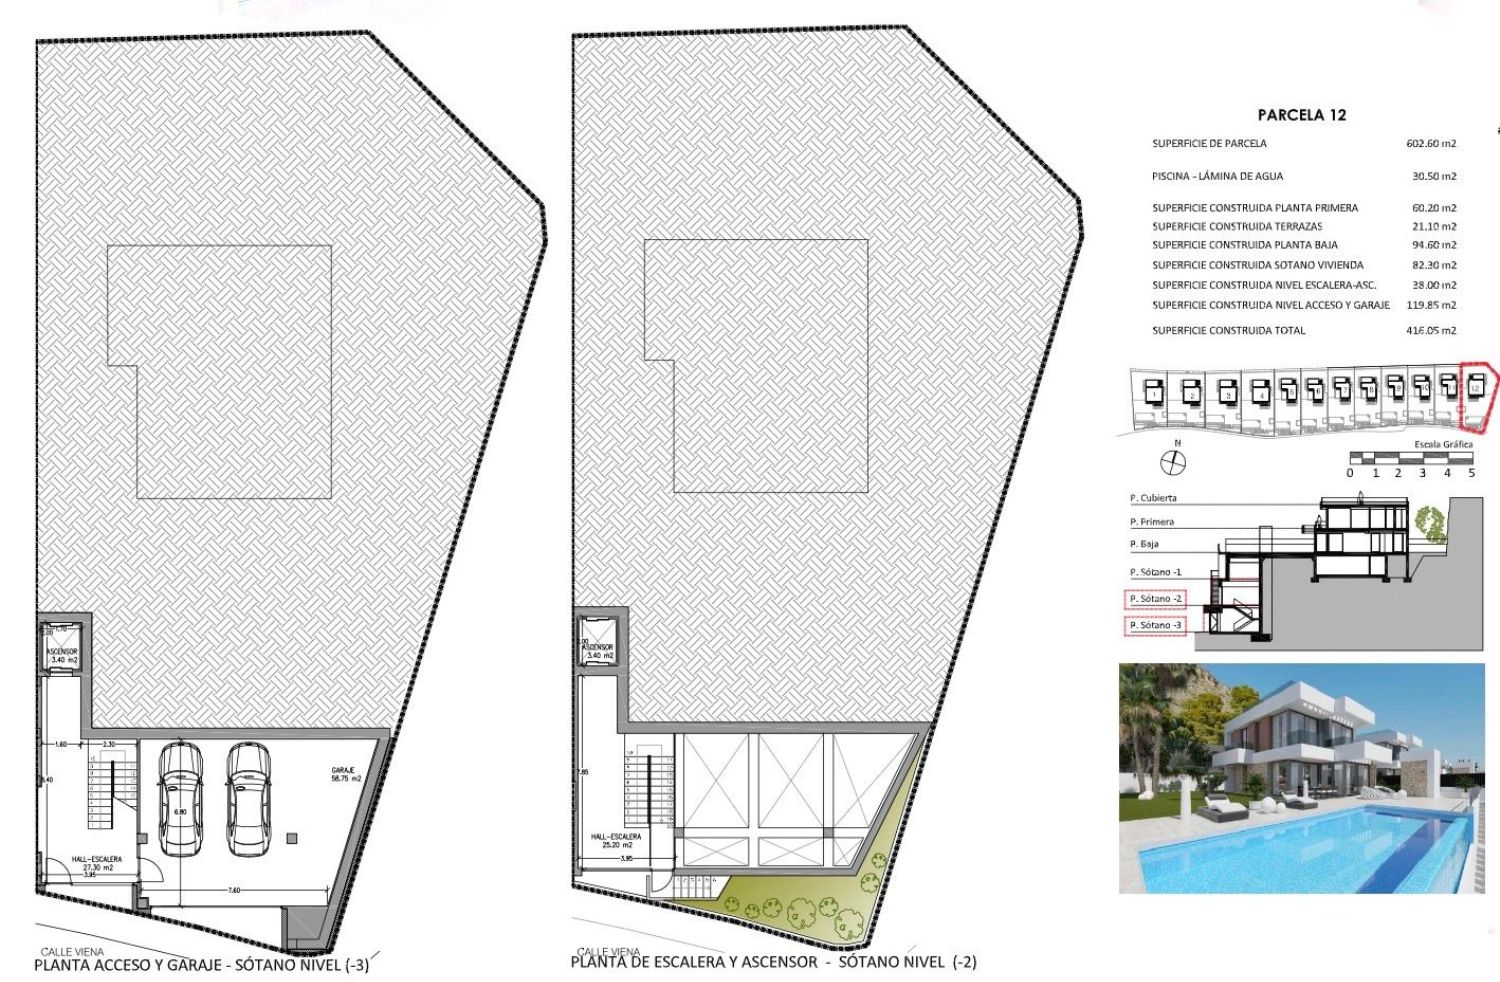 PARCELA 12
SUPERFICIE DE PARCELA 602.60 m2
PISCINA - LÁMINA DE AGUA 30.50 m2
SUPERFICIE CONSTRUIDA PLANTA PRIMERA 60.20 m2
SUPERFICIE CONSTRUIDA TERRAZAS 21.10 m2
SUPERFICIE CONSTRUIDA PLANTA BAJA 94.60 m2
SUPERFICIE CONSTRUIDA SOTANO VIVIENDA 82.30 m2
SUPERFICIE CONSTRUIDA NIVEL ESCALERA-ASC. 38.00 m2
SUPERFICIE CONSTRUIDA NIVEL ACCESO Y GARAJE 119.85 m2
SUPERFICIE CONSTRUIDA TOTAL 416.05 m2
1 2 3 4 5 6 7 8 9 10 11 12
N
Escala Gráfica
0 1 2 3 4 5
P. Cubierta
P. Primera
P. Baja
P. Sótano -1
P. Sótano -2
P. Sótano -3
ASCENSOR
3.40 m2
1.60
2.30
GARAJE
58.75 m2
6.80
HALL-ESCALERA
27.30 m2
3.95
7.60
CALLE VIENA
PLANTA ACCESO Y GARAJE - SÓTANO NIVEL (-3)
ASCENSOR
3.40 m2
HALL-ESCALERA
25.20 m2
3.95
CALLE VIENA
PLANTA DE ESCALERA Y ASCENSOR - SÓTANO NIVEL (-2)